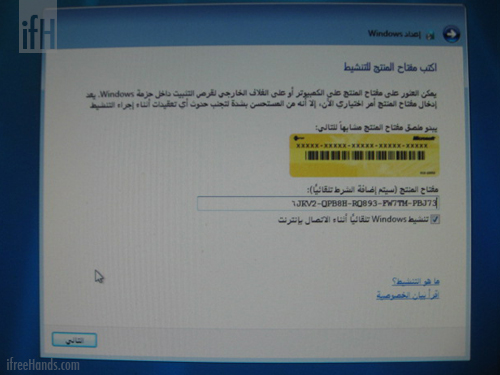 ifH
إعداد Windows
اكتب مفتاح المنتج للتنشيط
يمكن العثور على مفتاح المنتج على الكمبيوتر أو على الغلاف الخارجي لقرص التثبيت داخل حزمة Windows. يعد
إدخال مفتاح المنتج أمر اختياري الآن، إلا أنه من المستحسن بشدة لتجنب حدوث أي تعقيدات أثناء إجراء التنشيط
يبدو ملصق مفتاح المنتج مشابهاً للتالي:
XXXXX-XXXXX-XXXXX-XXXXX-XXXXX
مفتاح المنتج (سيتم إضافة الشرط تلقائيًا):
JRV2-QPB8H-RQ893-FW7TM-PBJ73
تنشيط Windows تلقائيًا أثناء الاتصال بإنترنت
ما هو التنشيط؟
اقرأ بيان الخصوصية
التالي
ifreeHands.com